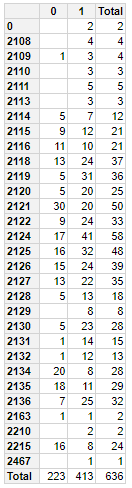 0 1 Total
0 2 2
2108 4 4
2109 1 3 4
2110 3 3
2111 5 5
2113 3 3
2114 5 7 12
2115 9 12 21
2116 11 10 21
2118 13 24 37
2119 5 31 36
2120 5 20 25
2121 30 20 50
2122 9 24 33
2124 17 41 58
2125 16 32 48
2126 15 24 39
2127 13 22 35
2128 5 13 18
2129 8 8
2130 5 23 28
2131 1 14 15
2132 1 12 13
2134 20 8 28
2135 18 11 29
2136 7 25 32
2163 1 1 2
2210 2 2
2215 16 8 24
2467 1 1
Total 223 413 636